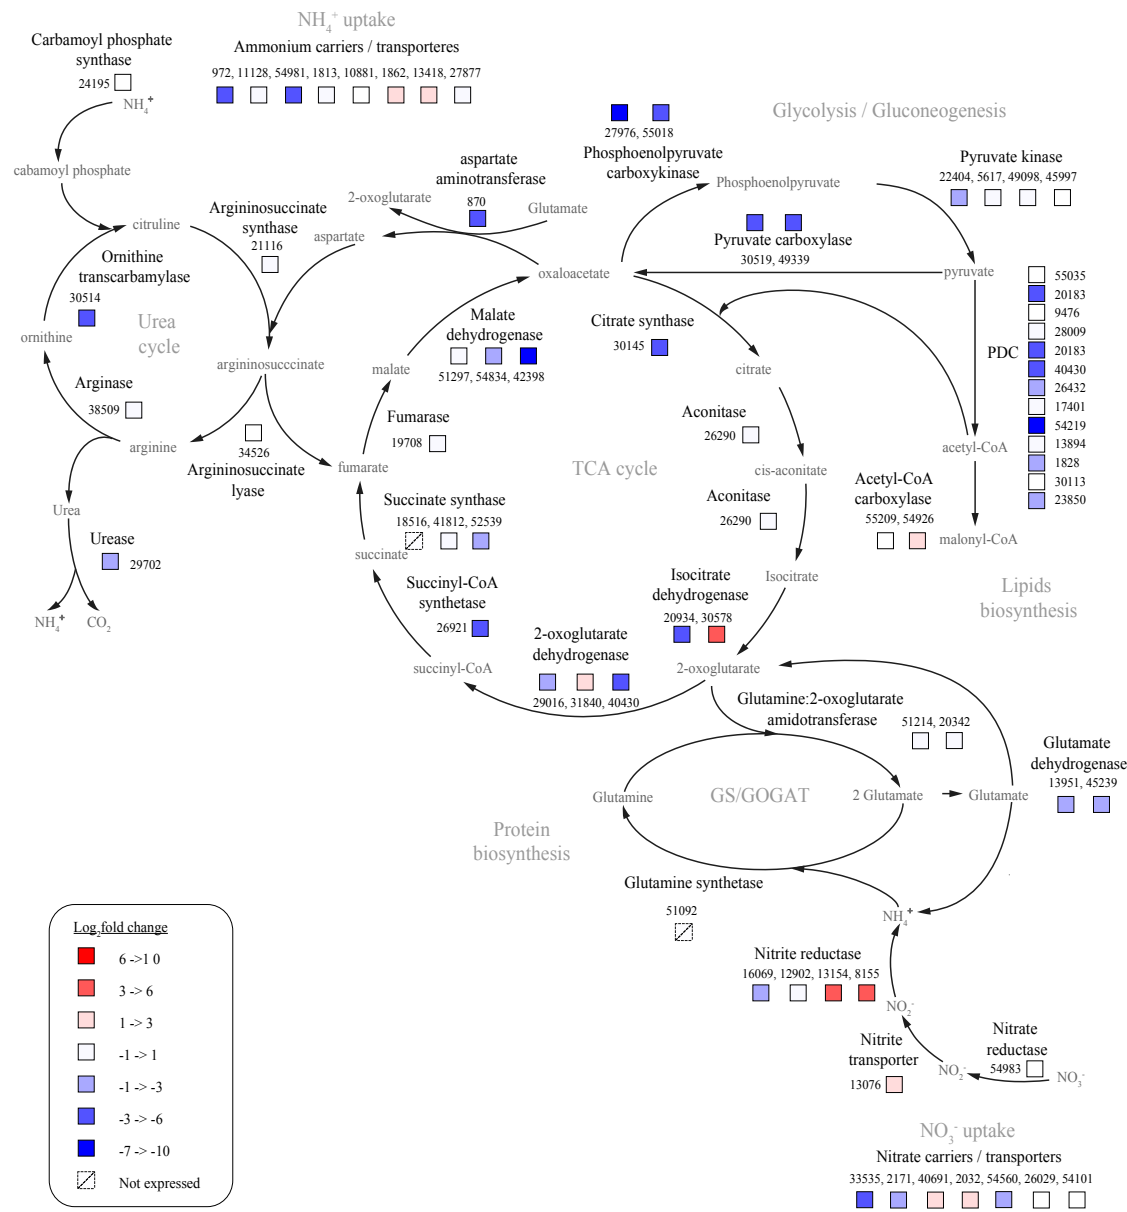 NH4+ uptake
Ammonium carriers / transporteres
972, 11128, 54981, 1813, 10881, 1862, 13418, 27877
Carbamoyl phosphate
synthase
24195
NH4+
cabamoyl phosphate
citruline
Argininosuccinate
synthase
21116
Ornithine
transcarbamylase
30514
ornithine
Urea
cycle
argininosuccinate
Arginase
38509
arginine
34526
Argininosuccinate
lyase
Urea
Urease
29702
NH4+
CO2
aspartate
aminotransferase
870
2-oxoglutarate
Glutamate
aspartate
oxaloacetate
27976, 55018
Phosphoenolpyruvate
carboxykinase
Glycolysis / Gluconeogenesis
Phosphoenolpyruvate
Pyruvate kinase
22404, 5617, 49098, 45997
Pyruvate carboxylase
30519, 49339
pyruvate
PDC
55035
20183
9476
28009
20183
40430
26432
17401
54219
13894
1828
30113
23850
Malate
dehydrogenase
51297, 54834, 42398
malate
Citrate synthase
30145
citrate
Fumarase
19708
fumarate
TCA cycle
Aconitase
26290
cis-aconitate
Aconitase
26290
acetyl-CoA
Acetyl-CoA
carboxylase
55209, 54926
malonyl-CoA
Lipids
biosynthesis
Succinate synthase
18516, 41812, 52539
succinate
Isocitrate
Succinyl-CoA
synthetase
26921
succinyl-CoA
2-oxoglutarate
dehydrogenase
29016, 31840, 40430
Isocitrate
dehydrogenase
20934, 30578
2-oxoglutarate
Glutamine:2-oxoglutarate
amidotransferase
51214, 20342
Glutamate
dehydrogenase
13951, 45239
Glutamine
GS/GOGAT
2 Glutamate
Glutamate
Protein
biosynthesis
Glutamine synthetase
51092
NH4+
Nitrite reductase
16069, 12902, 13154, 8155
NO2-
Nitrite
transporter
13076
NO2-
Nitrate
reductase
54983
NO3-
NO3- uptake
Nitrate carriers / transporters
33535, 2171, 40691, 2032, 54560, 26029, 54101
Log2fold change
6 ->1 0
3 -> 6
1 -> 3
-1 -> 1
-1 -> -3
-3 -> -6
-7 -> -10
Not expressed